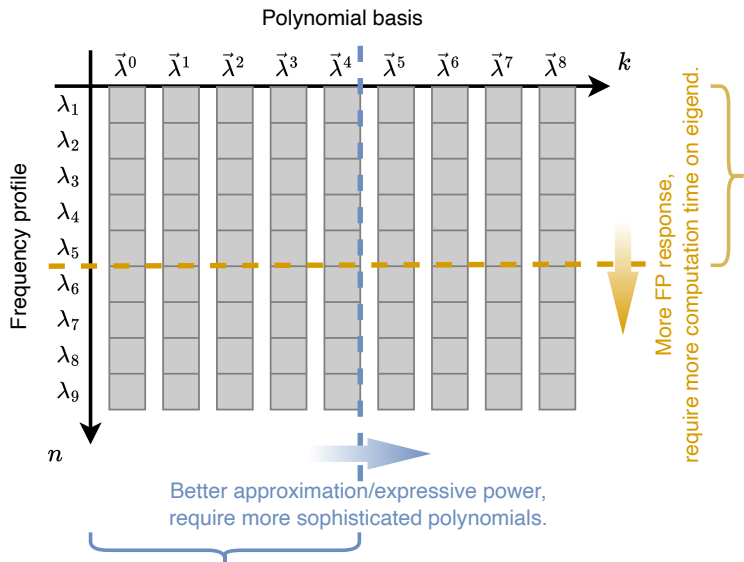 Polynomial basis
λ⃗⁰ λ⃗¹ λ⃗² λ⃗³ λ⃗⁴ λ⃗⁵ λ⃗⁶ λ⃗⁷ λ⃗⁸ k
λ₁
λ₂
λ₃
λ₄
λ₅
λ₆
λ₇
λ₈
λ₉
n
Frequency profile
More FP response,
require more computation time on eigend.
Better approximation/expressive power,
require more sophisticated polynomials.